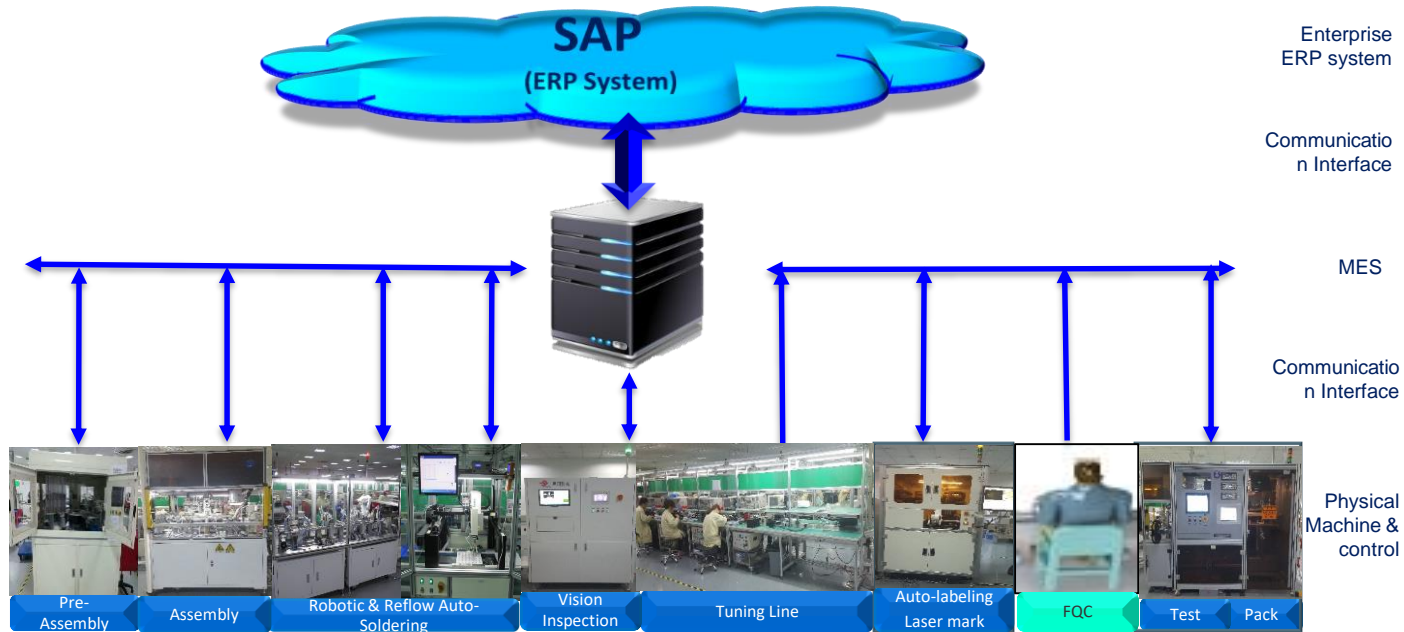 SAP
(ERP System)
Enterprise
ERP system
Communicatio
n Interface
MES
Communicatio
n Interface
Physical
Machine &
control
Pre-
Assembly
Assembly
Robotic & Reflow Auto-
Soldering
Vision
Inspection
Tuning Line
Auto-labeling
Laser mark
FQC
Test
Pack